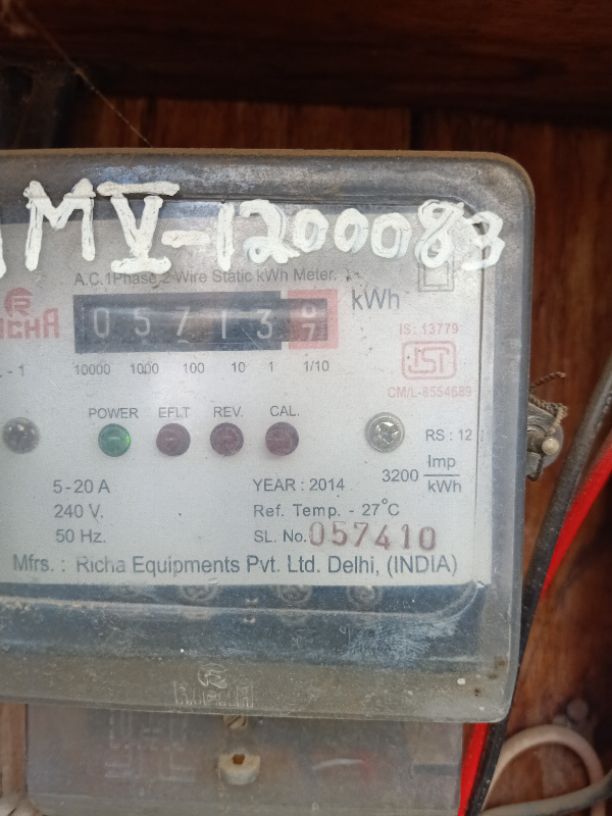 MV-1200083
A.C.1Phase 2-Wire Static kWh Meter.
RICHA
0 5 7 1 3
kWh
IS: 13779
ISI
CM/L-8554689
- 1
10000 1000 100 10 1 1/10
POWER EFLT REV. CAL.
RS : 12
5-20 A YEAR : 2014 3200 Imp/kWh
240 V. Ref. Temp. - 27°C
50 Hz. SL. No. 057410
Mfrs. : Richa Equipments Pvt. Ltd. Delhi, (INDIA)